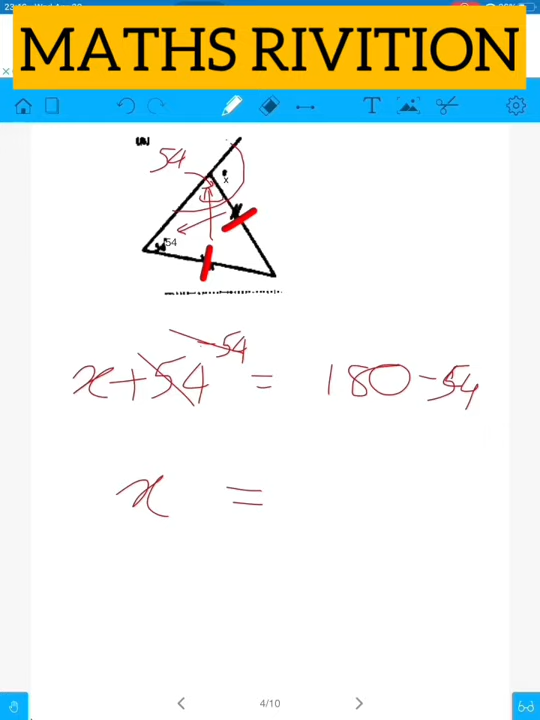 MATHS RIVITION
54
x
54
x + 54 - 54 = 180 - 54
x =
4/10